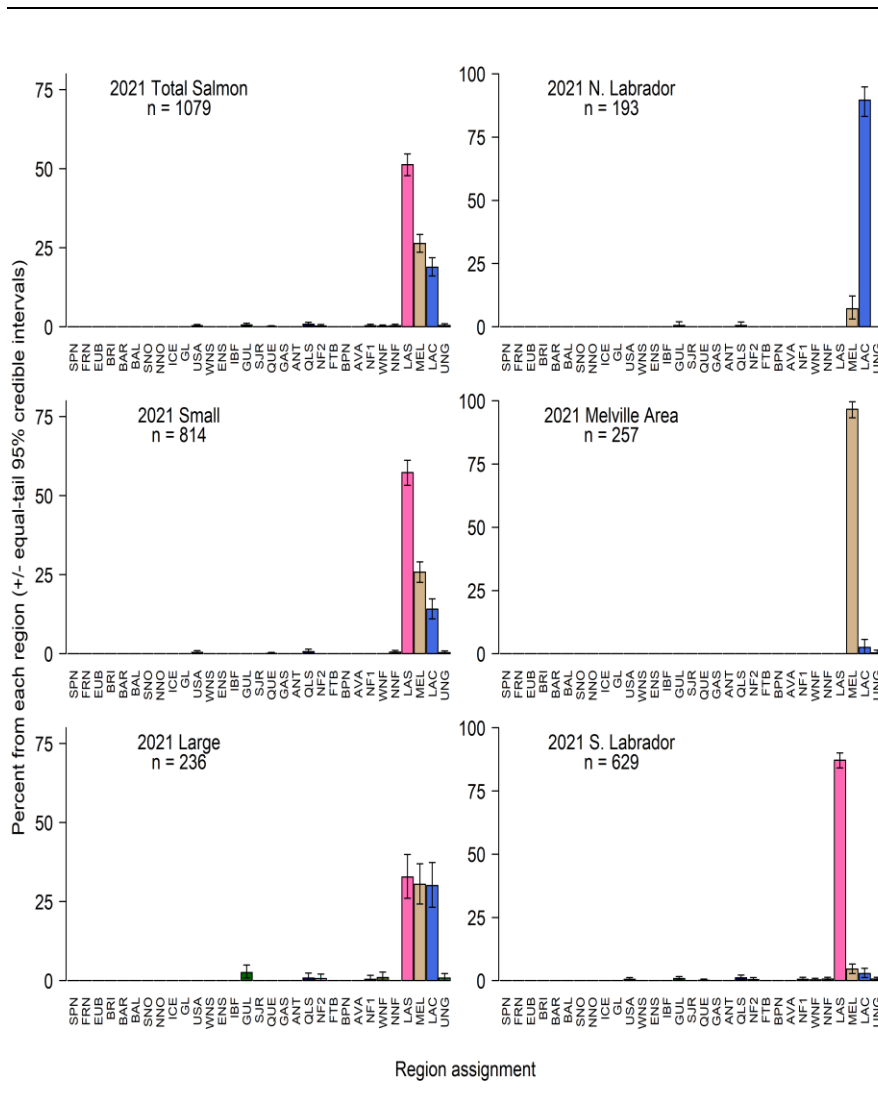 Percent from each region (+/- equal-tail 95% credible intervals)
2021 Total Salmon
n = 1079
75
50
25
0
SPN FRN EUB BRI BAR BAL SNO NNO ICE GL USA WNS ENS IBF GUL SJR QUE GAS ANT QLS NF2 FTB BPN AVA NF1 WNF NNF LAS MEL LAC UNG
2021 N. Labrador
n = 193
100
75
50
25
0
SPN FRN EUB BRI BAR BAL SNO NNO ICE GL USA WNS ENS IBF GUL SJR QUE GAS ANT QLS NF2 FTB BPN AVA NF1 WNF NNF LAS MEL LAC UNG
2021 Small
n = 814
75
50
25
0
SPN FRN EUB BRI BAR BAL SNO NNO ICE GL USA WNS ENS IBF GUL SJR QUE GAS ANT QLS NF2 FTB BPN AVA NF1 WNF NNF LAS MEL LAC UNG
2021 Melville Area
n = 257
100
75
50
25
0
SPN FRN EUB BRI BAR BAL SNO NNO ICE GL USA WNS ENS IBF GUL SJR QUE GAS ANT QLS NF2 FTB BPN AVA NF1 WNF NNF LAS MEL LAC UNG
2021 Large
n = 236
75
50
25
0
SPN FRN EUB BRI BAR BAL SNO NNO ICE GL USA WNS ENS IBF GUL SJR QUE GAS ANT QLS NF2 FTB BPN AVA NF1 WNF NNF LAS MEL LAC UNG
2021 S. Labrador
n = 629
100
75
50
25
0
SPN FRN EUB BRI BAR BAL SNO NNO ICE GL USA WNS ENS IBF GUL SJR QUE GAS ANT QLS NF2 FTB BPN AVA NF1 WNF NNF LAS MEL LAC UNG
Region assignment